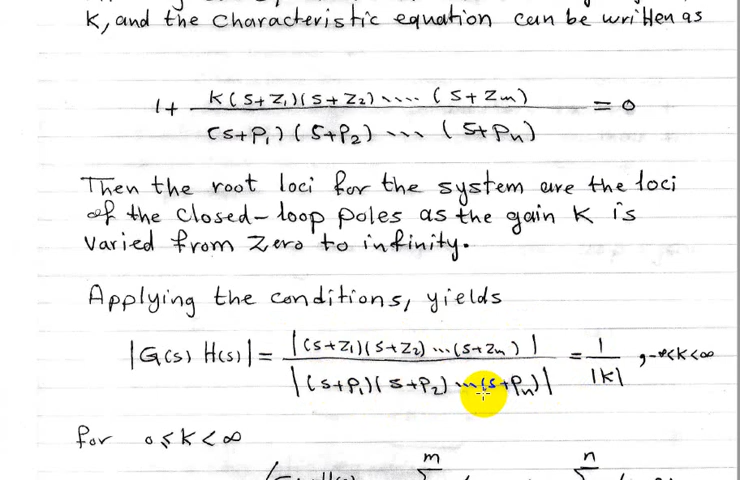 K, and the characteristic equation can be written as
1+ K(s+z₁)(s+z₂)....(s+zm) / (s+p₁)(s+p₂)...(s+pn) = 0
Then the root loci for the system are the loci
of the closed-loop poles as the gain K is
varied from zero to infinity.
Applying the conditions, yields
|G(s) H(s)| = |(s+z₁)(s+z₂)...(s+zm)| / |(s+p₁)(s+p₂)...(s+pn)| = 1 / |K| , -∞<K<∞
for 0≤K<∞
m n